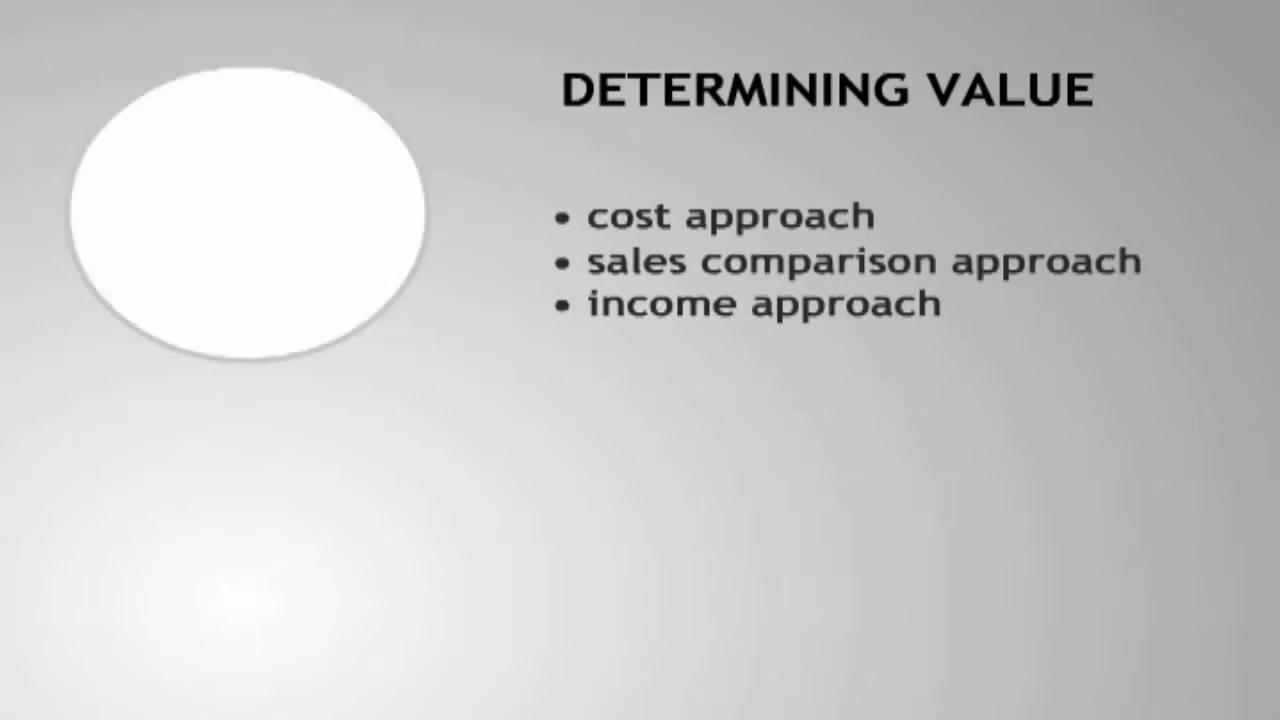 DETERMINING VALUE
• cost approach
• sales comparison approach
• income approach